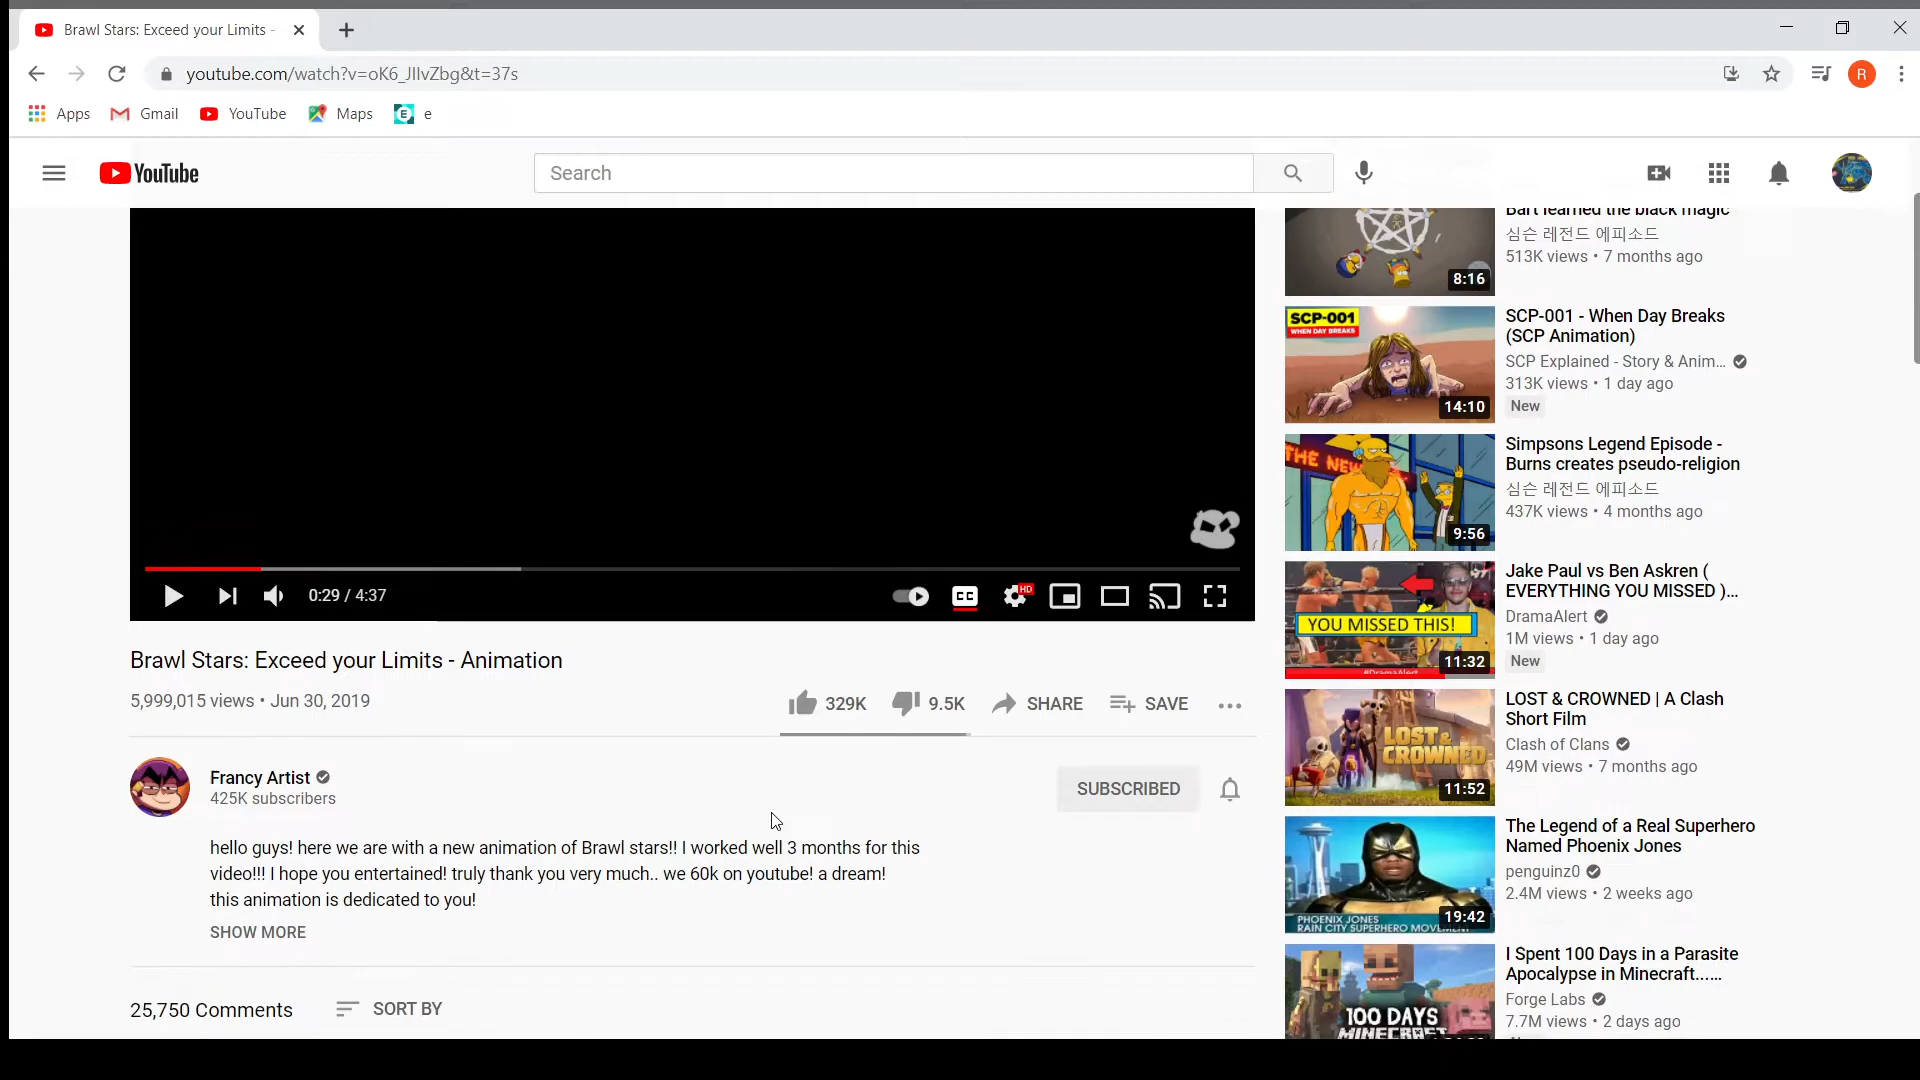 Brawl Stars: Exceed your Limits -
youtube.com/watch?v=oK6_JIIvZbg&t=37s
R
Apps
Gmail
YouTube
Maps
E
e
YouTube
Search
Bart learned the black magic
심슨 레전드 에피소드
513K views • 7 months ago
8:16
SCP-001
WHEN DAY BREAKS
14:10
SCP-001 - When Day Breaks
(SCP Animation)
SCP Explained - Story & Anim...
313K views • 1 day ago
New
THE NEW
9:56
Simpsons Legend Episode -
Burns creates pseudo-religion
심슨 레전드 에피소드
437K views • 4 months ago
YOU MISSED THIS!
#DramaAlert
11:32
Jake Paul vs Ben Askren (
EVERYTHING YOU MISSED )...
DramaAlert
1M views • 1 day ago
New
LOST &
CROWNED
11:52
LOST & CROWNED | A Clash
Short Film
Clash of Clans
49M views • 7 months ago
PHOENIX JONES
RAIN CITY SUPERHERO MOVEMENT
19:42
The Legend of a Real Superhero
Named Phoenix Jones
penguinz0
2.4M views • 2 weeks ago
100 DAYS
MINECRAFT
I Spent 100 Days in a Parasite
Apocalypse in Minecraft......
Forge Labs
7.7M views • 2 days ago
0:29 / 4:37
CC
HD
Brawl Stars: Exceed your Limits - Animation
5,999,015 views • Jun 30, 2019
329K
9.5K
SHARE
SAVE
Francy Artist
425K subscribers
SUBSCRIBED
hello guys! here we are with a new animation of Brawl stars!! I worked well 3 months for this
video!!! I hope you entertained! truly thank you very much.. we 60k on youtube! a dream!
this animation is dedicated to you!
SHOW MORE
25,750 Comments
SORT BY